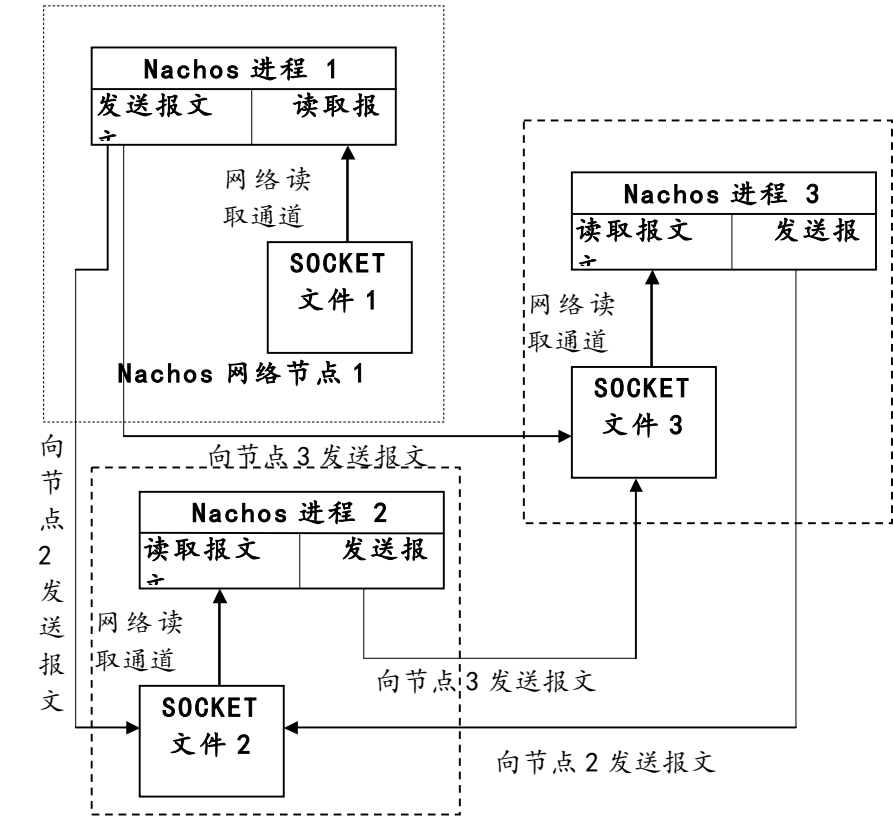 Nachos 进程 1
发送报文
读取报
网络读
取通道
SOCKET
文件 1
Nachos 网络节点 1
Nachos 进程 3
读取报文
发送报
网络读
取通道
SOCKET
文件 3
向节点 3 发送报文
向
节
点
2
发
送
报
文
Nachos 进程 2
读取报文
发送报
网络读
取通道
SOCKET
文件 2
向节点 3 发送报文
向节点 2 发送报文